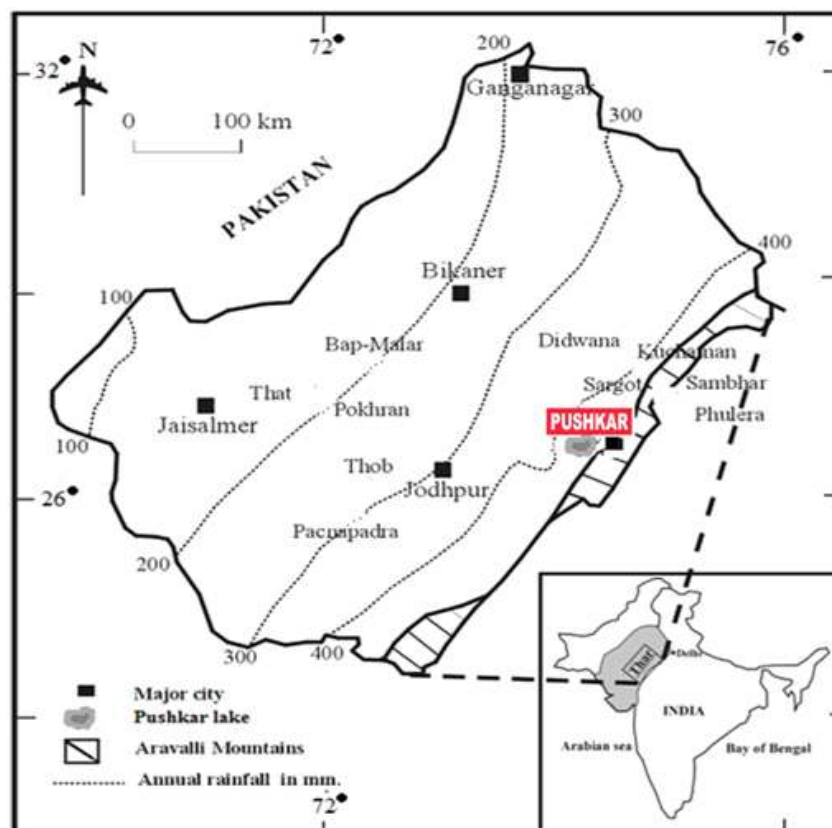 72•
76•
32•
N
200
Ganganagar
0 100 km
300
PAKISTAN
400
Bikaner
100
Bap-Malar
Didwana
Kuchaman
That
Sargot
Sambhar
Jaisalmer
Pokhran
PUSHKAR
Phulera
100
Thob
Jodhpur
26•
Pacnipadra
200
300
400
Major city
Pushkar lake
Aravalli Mountains
Annual rainfall in mm.
72•
Thar
Delhi
INDIA
Arabian sea
Bay of Bengal